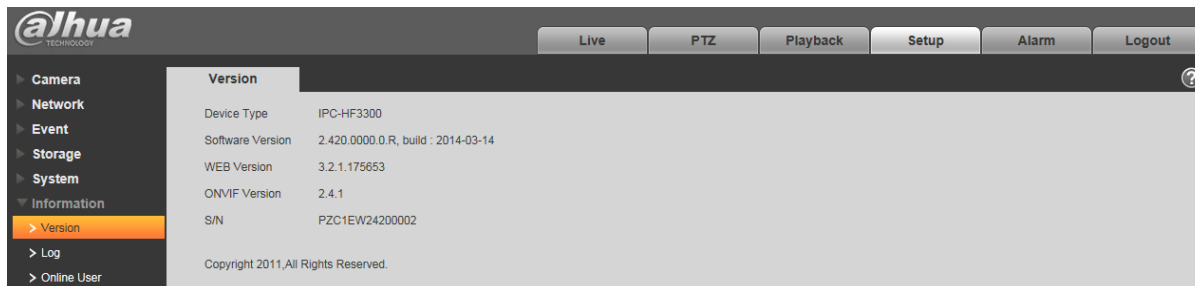 alhua
TECHNOLOGY
Live PTZ Playback Setup Alarm Logout
Camera
Network
Event
Storage
System
Information
> Version
> Log
> Online User
Version
?
Device Type IPC-HF3300
Software Version 2.420.0000.0.R, build : 2014-03-14
WEB Version 3.2.1.175653
ONVIF Version 2.4.1
S/N PZC1EW24200002
Copyright 2011,All Rights Reserved.